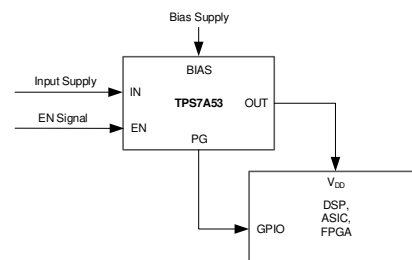 Bias Supply
BIAS
Input Supply
IN
TPS7A53
OUT
EN Signal
EN
PG
VDD
DSP,
ASIC,
FPGA
GPIO